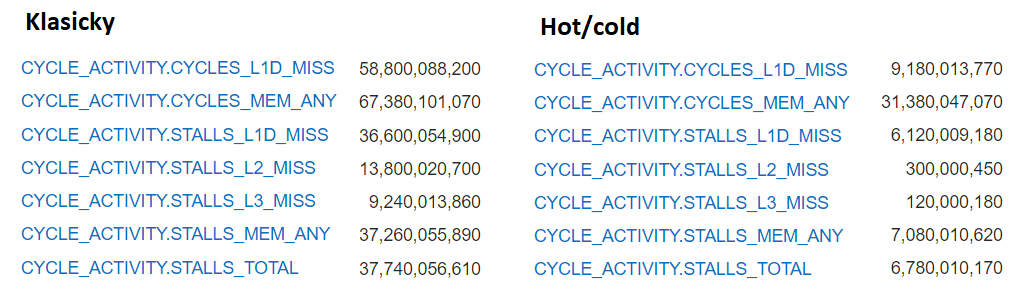 Klasicky
CYCLE_ACTIVITY.CYCLES_L1D_MISS 58,800,088,200
CYCLE_ACTIVITY.CYCLES_MEM_ANY 67,380,101,070
CYCLE_ACTIVITY.STALLS_L1D_MISS 36,600,054,900
CYCLE_ACTIVITY.STALLS_L2_MISS 13,800,020,700
CYCLE_ACTIVITY.STALLS_L3_MISS 9,240,013,860
CYCLE_ACTIVITY.STALLS_MEM_ANY 37,260,055,890
CYCLE_ACTIVITY.STALLS_TOTAL 37,740,056,610
Hot/cold
CYCLE_ACTIVITY.CYCLES_L1D_MISS 9,180,013,770
CYCLE_ACTIVITY.CYCLES_MEM_ANY 31,380,047,070
CYCLE_ACTIVITY.STALLS_L1D_MISS 6,120,009,180
CYCLE_ACTIVITY.STALLS_L2_MISS 300,000,450
CYCLE_ACTIVITY.STALLS_L3_MISS 120,000,180
CYCLE_ACTIVITY.STALLS_MEM_ANY 7,080,010,620
CYCLE_ACTIVITY.STALLS_TOTAL 6,780,010,170